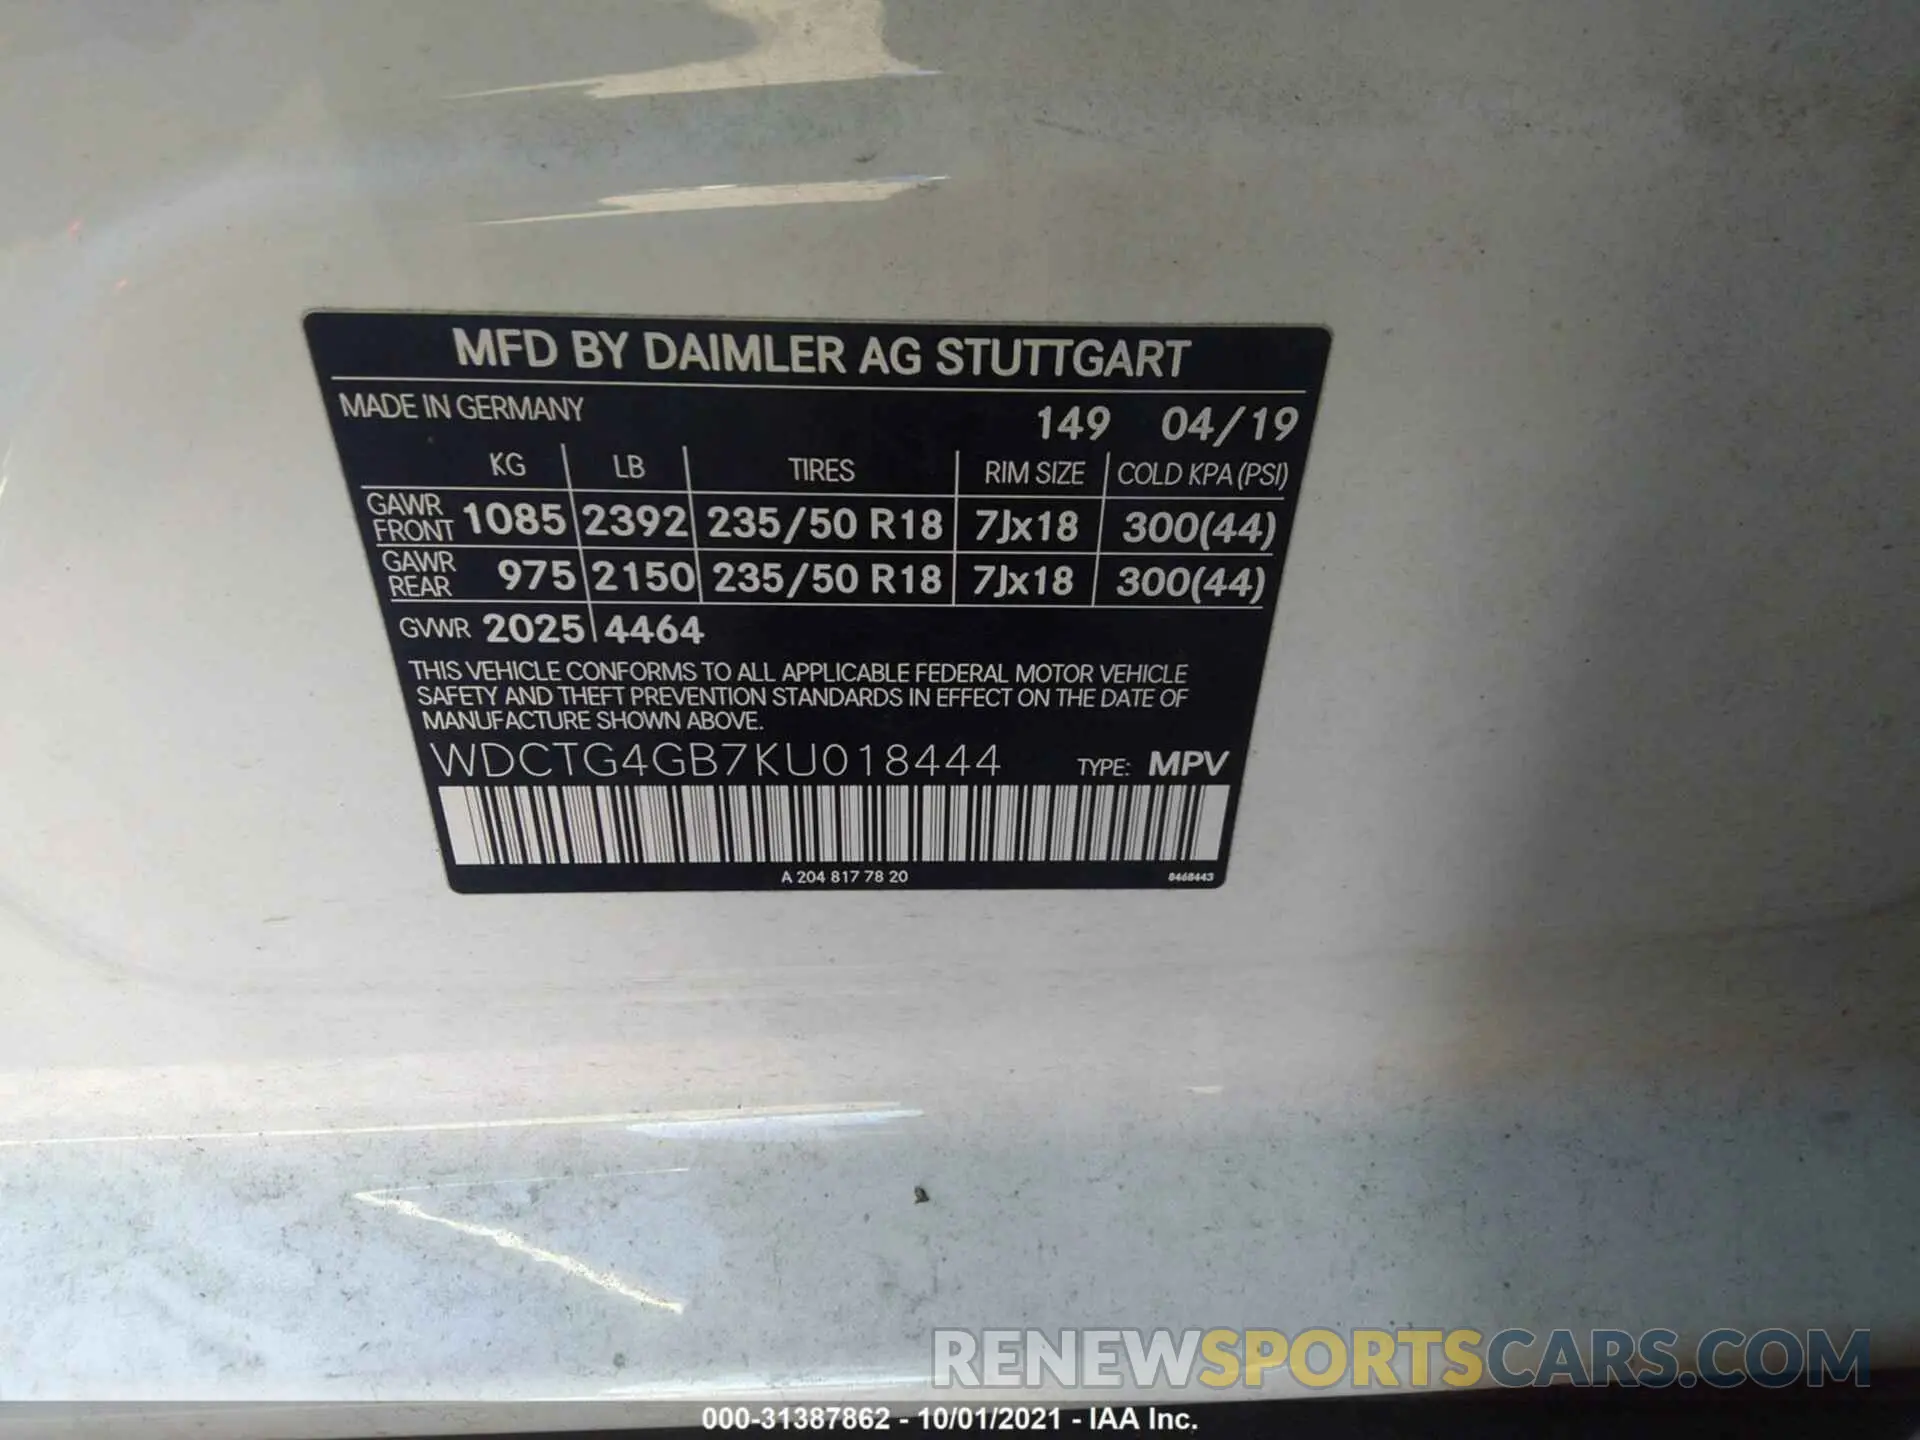 MFD BY DAIMLER AG STUTTGART
MADE IN GERMANY 149 04/19
KG LB TIRES RIM SIZE COLD KPA (PSI)
GAWR FRONT 1085 2392 235/50 R18 7Jx18 300(44)
GAWR REAR 975 2150 235/50 R18 7Jx18 300(44)
GVWR 2025 4464
THIS VEHICLE CONFORMS TO ALL APPLICABLE FEDERAL MOTOR VEHICLE
SAFETY AND THEFT PREVENTION STANDARDS IN EFFECT ON THE DATE OF
MANUFACTURE SHOWN ABOVE.
WDCTG4GB7KU018444 TYPE: MPV
A 204 817 78 20 8468443
RENEWSPORTSCARS.COM
000-31387862 - 10/01/2021 - IAA Inc.